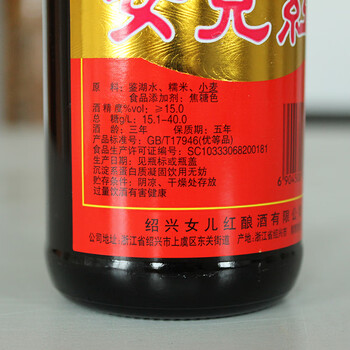 女兒紅
原  料：鉴湖水、糯米、小麦
食品添加剂：焦糖色
酒精度%vol：≥15.0
总  糖g/L：15.1-40.0
酒  龄：三年  保质期：五年
产品标准号：GB/T17946(优等品)
食品生产许可证编号：SC10333068200181
生产日期：见瓶标或瓶盖
沉淀系蛋白质凝固饮用无妨
贮存条件：阴凉、干燥处存放
过量饮酒有害健康
绍兴女儿红酿酒有限公
公司地址：浙江省绍兴市上虞区东关街道  产地：浙江省绍兴市